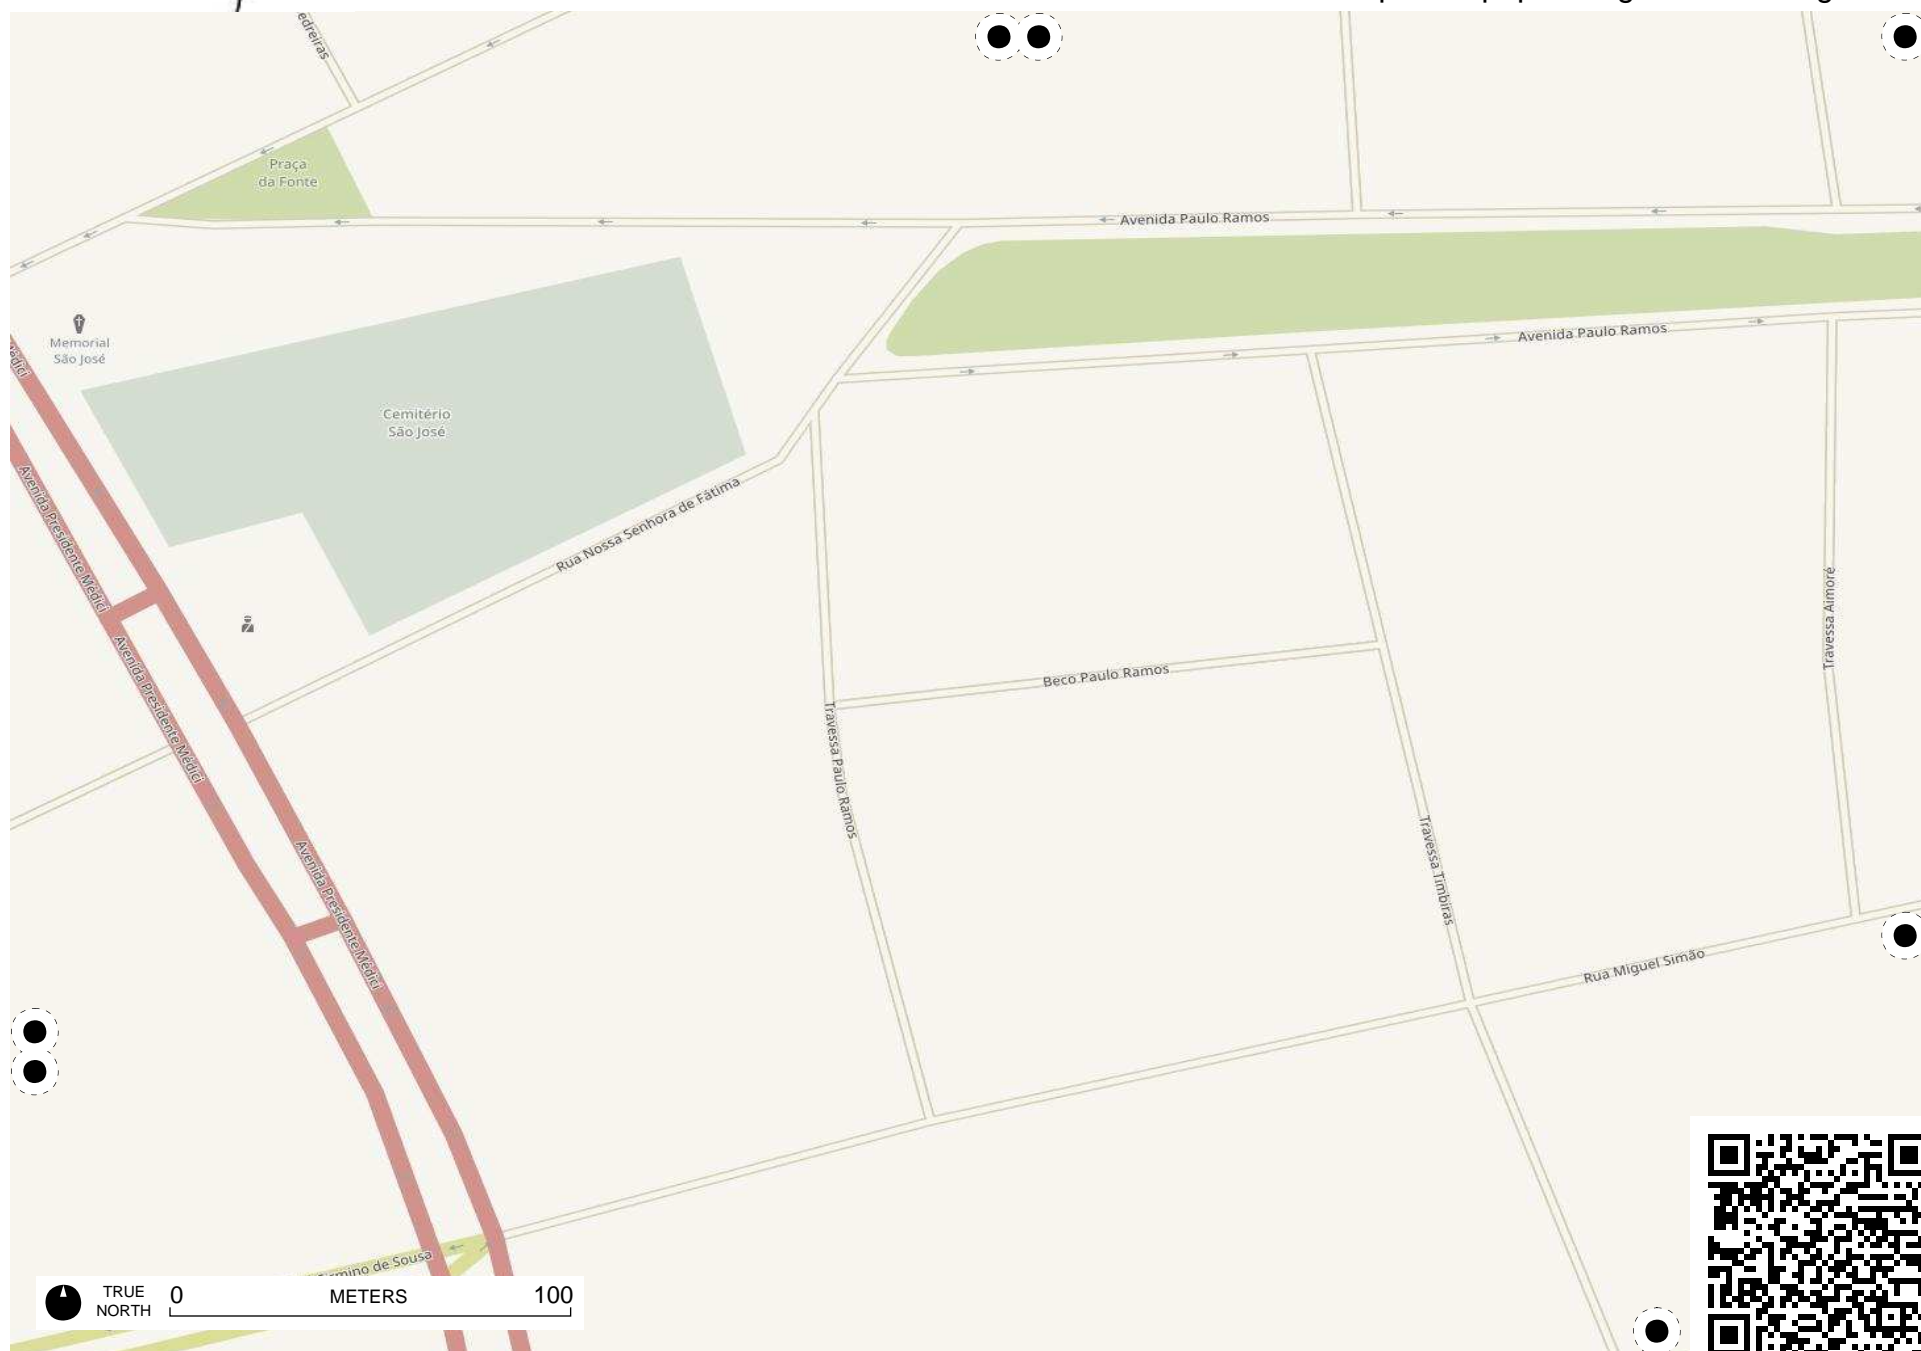 Praça
da Fonte
Avenida Paulo Ramos
Avenida Paulo Ramos
Memorial
São José
Cemitério
São José
Rua Nossa Senhora de Fátima
Avenida Presidente Médici
Travessa Aimoré
Avenida Presidente Médici
Beco Paulo Ramos
Travessa Paulo Ramos
Avenida Presidente Médici
Travessa Timbiras
Rua Miguel Simão
de Sousa
TRUE
NORTH
0
METERS
100